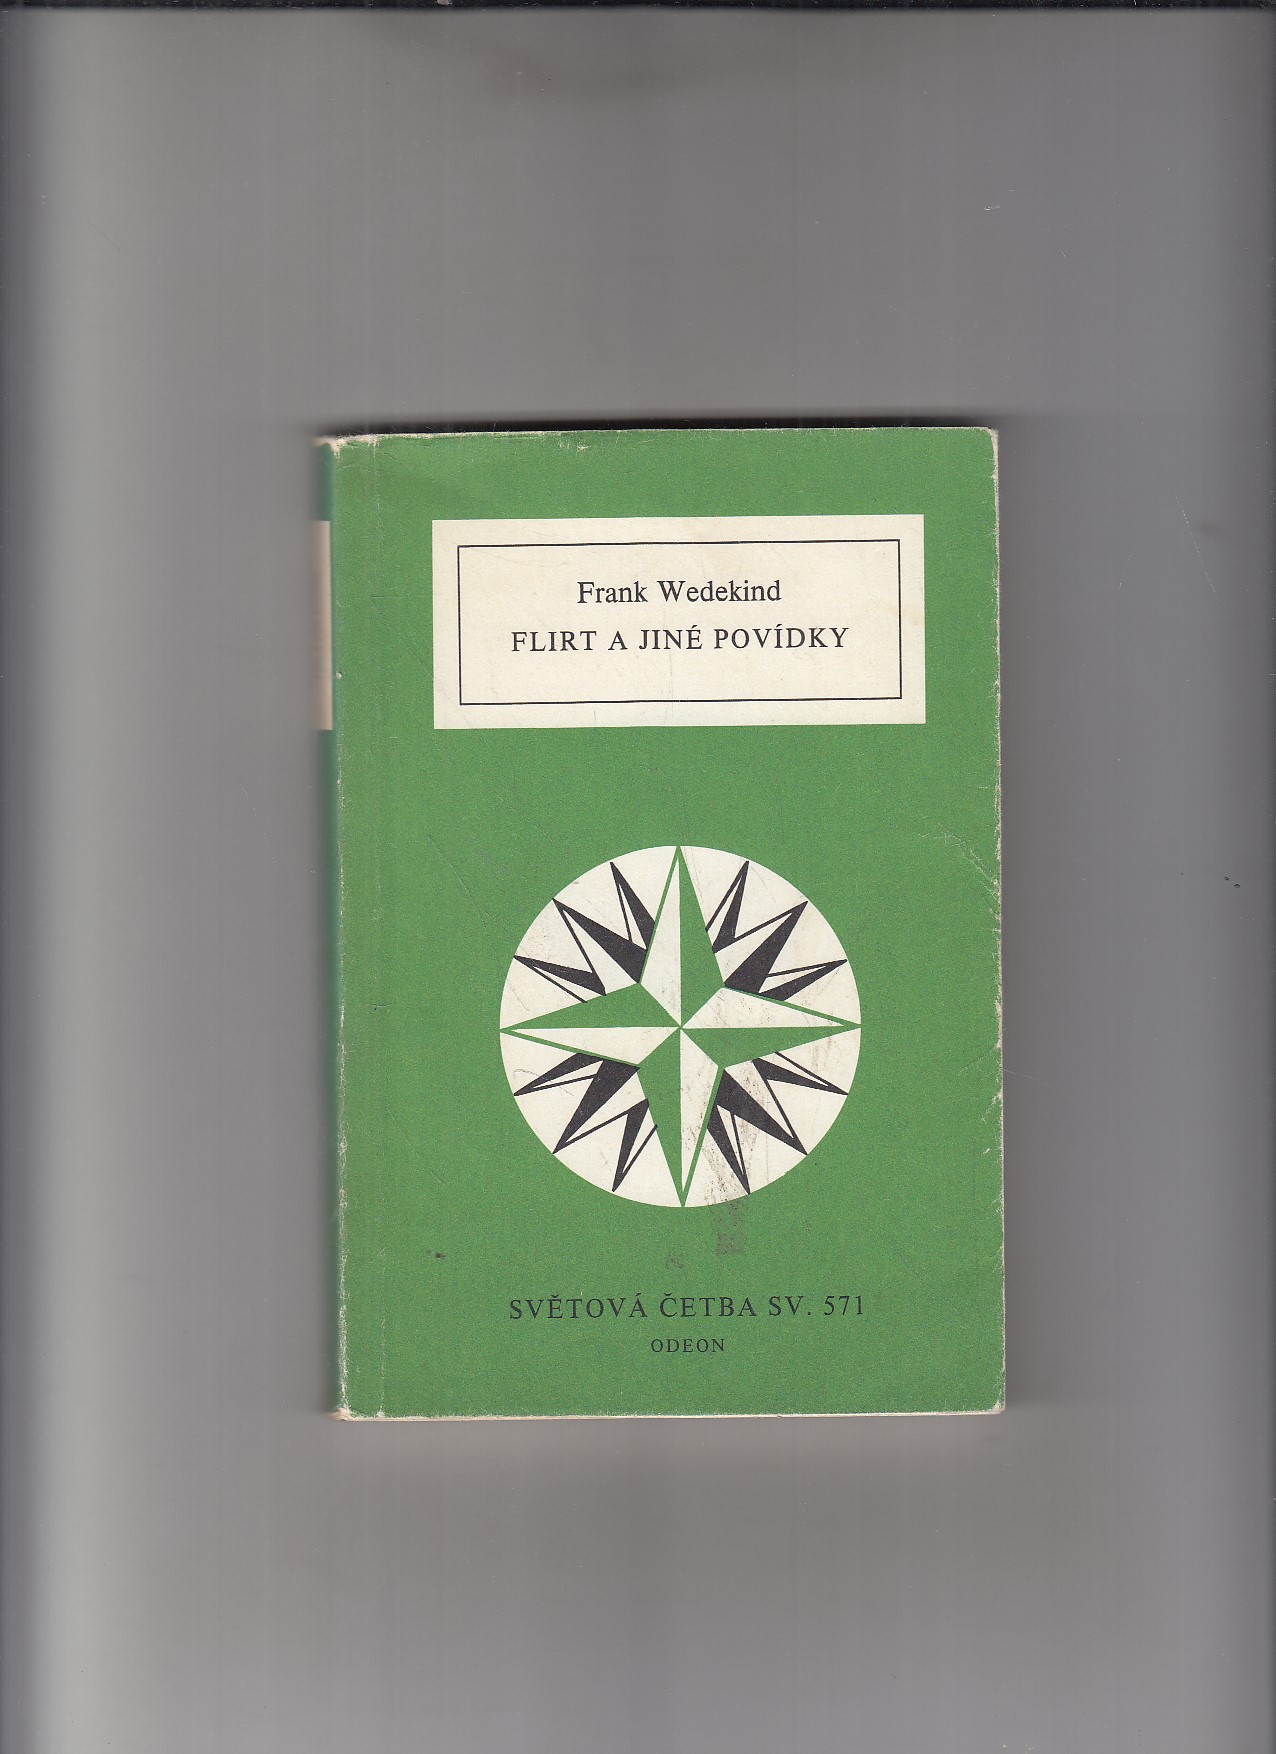 Frank Wedekind
FLIRT A JINÉ POVÍDKY
SVĚTOVÁ ČETBA SV. 571
ODEON